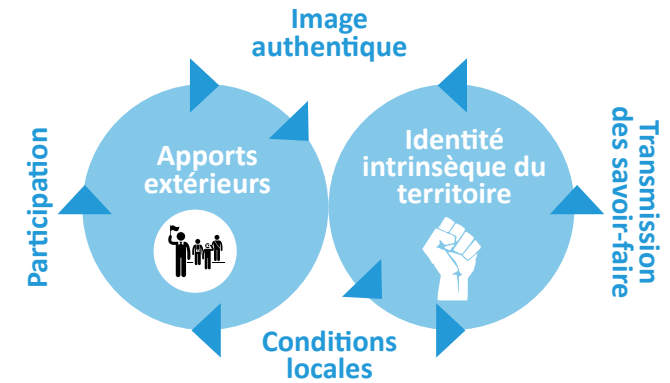 Image
authentique
Participation
Apports
extérieurs
Identité
intrinsèque du
territoire
Transmission
des savoir-faire
Conditions
locales